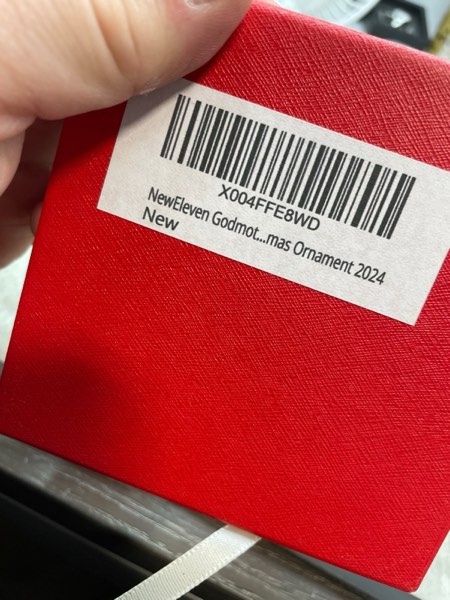 X004FFE8WD
NewEleven Godmot...mas Ornament 2024
New